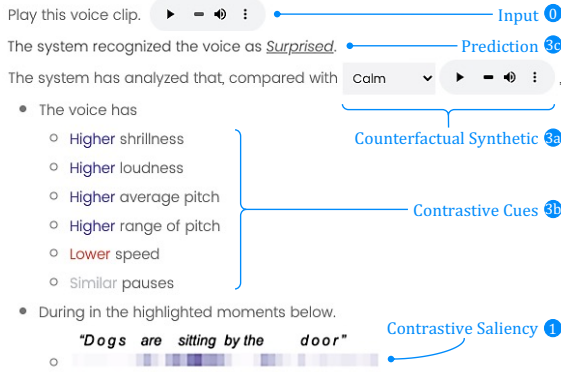 Play this voice clip. Input 0
The system recognized the voice as Surprised. Prediction 3c
The system has analyzed that, compared with Calm ,
Counterfactual Synthetic 3a
• The voice has
Higher shrillness
Higher loudness
Higher average pitch
Contrastive Cues 3b
Higher range of pitch
Lower speed
Similar pauses
• During in the highlighted moments below.
Contrastive Saliency 1
"Dogs are sitting by the door"